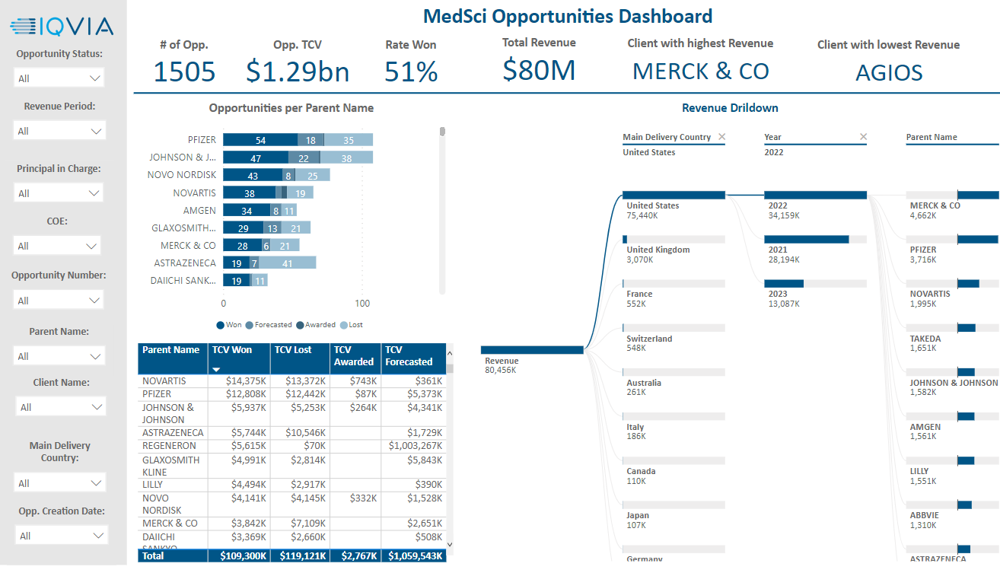 IQVIA
MedSci Opportunities Dashboard
# of Opp.
1505
Opp. TCV
$1.29bn
Rate Won
51%
Total Revenue
$80M
Client with highest Revenue
MERCK & CO
Client with lowest Revenue
AGIOS
Opportunity Status:
All
Revenue Period:
All
Principal in Charge:
All
COE:
All
Opportunity Number:
All
Parent Name:
All
Client Name:
All
Main Delivery
Country:
All
Opp. Creation Date:
All
Opportunities per Parent Name
PFIZER 54 18 35
JOHNSON & J... 47 22 38
NOVO NORDISK 43 8 25
NOVARTIS 38 19
AMGEN 34 8 11
GLAXOSMITH... 29 13 21
MERCK & CO 28 6 21
ASTRAZENECA 19 7 41
DAIICHI SANK... 19 11
0 100
Won Forecasted Awarded Lost
Parent Name TCV Won TCV Lost TCV Awarded TCV Forecasted
NOVARTIS $14,375K $13,372K $743K $361K
PFIZER $12,808K $12,442K $87K $5,373K
JOHNSON & JOHNSON $5,937K $5,253K $264K $4,341K
ASTRAZENECA $5,744K $10,546K $1,729K
REGENERON $5,615K $70K $1,003,267K
GLAXOSMITH KLINE $4,991K $2,814K $5,843K
LILLY $4,494K $2,917K $390K
NOVO NORDISK $4,141K $4,145K $332K $1,528K
MERCK & CO $3,842K $7,109K $2,651K
DAIICHI SANKYO $3,369K $2,660K $508K
Total $109,300K $119,121K $2,767K $1,059,543K
Revenue Drildown
Main Delivery Country
United States
Year
2022
Parent Name
Revenue
80,456K
United States
75,440K
United Kingdom
3,070K
France
552K
Switzerland
548K
Australia
261K
Italy
186K
Canada
110K
Japan
107K
Germany
2022
34,159K
2021
28,194K
2023
13,087K
MERCK & CO
4,662K
PFIZER
3,716K
NOVARTIS
1,995K
TAKEDA
1,651K
JOHNSON & JOHNSON
1,582K
AMGEN
1,561K
LILLY
1,551K
ABBVIE
1,310K
ASTRAZENECA